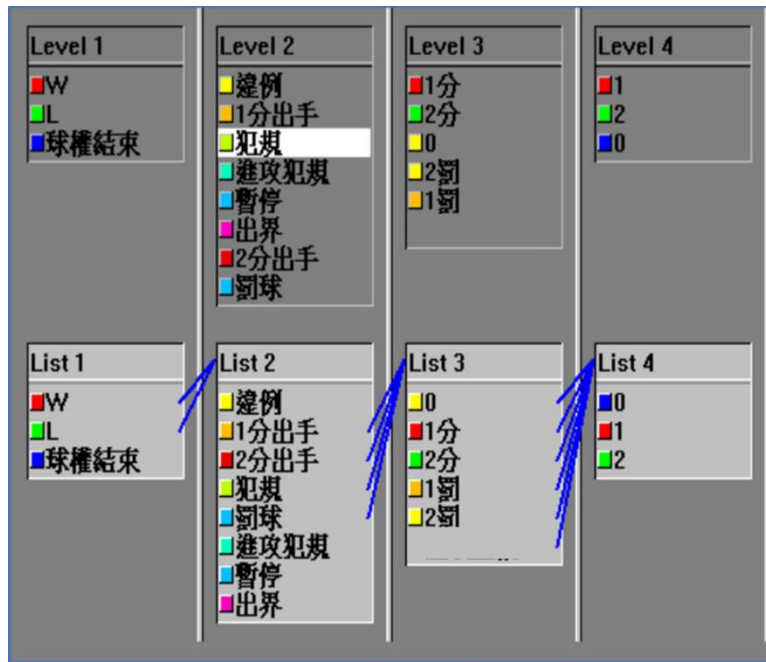 Level 1
W
L
球權結束
Level 2
違例
1分出手
犯規
進攻犯規
暫停
出界
2分出手
罰球
Level 3
1分
2分
0
2罰
1罰
Level 4
1
2
0
List 1
W
L
球權結束
List 2
違例
1分出手
2分出手
犯規
罰球
進攻犯規
暫停
出界
List 3
0
1分
2分
1罰
2罰
List 4
0
1
2